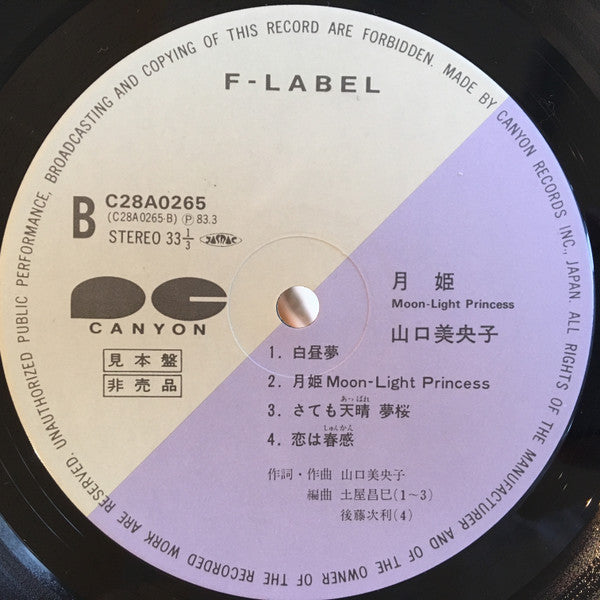 UNAUTHORIZED PUBLIC PERFORMANCE, BROADCASTING AND COPYING OF THIS RECORD ARE FORBIDDEN. MADE BY CANYON RECORDS INC., JAPAN. ALL RIGHTS OF THE MANUFACTURER AND OF THE OWNER OF THE RECORDED WORK ARE RESERVED.
F-LABEL
B
C28A0265
(C28A0265-B) Ⓟ 83.3
STEREO 33 1/3 JASRAC
CANYON
見本盤
非売品
月 姫
Moon-Light Princess
山口美央子
1. 白昼夢
2. 月姫 Moon-Light Princess
あっぱれ
3. さても天晴 夢桜
しゅんかん
4. 恋は春感
作詞・作曲 山口美央子
編曲 土屋昌巳(1〜3)
後藤次利(4)